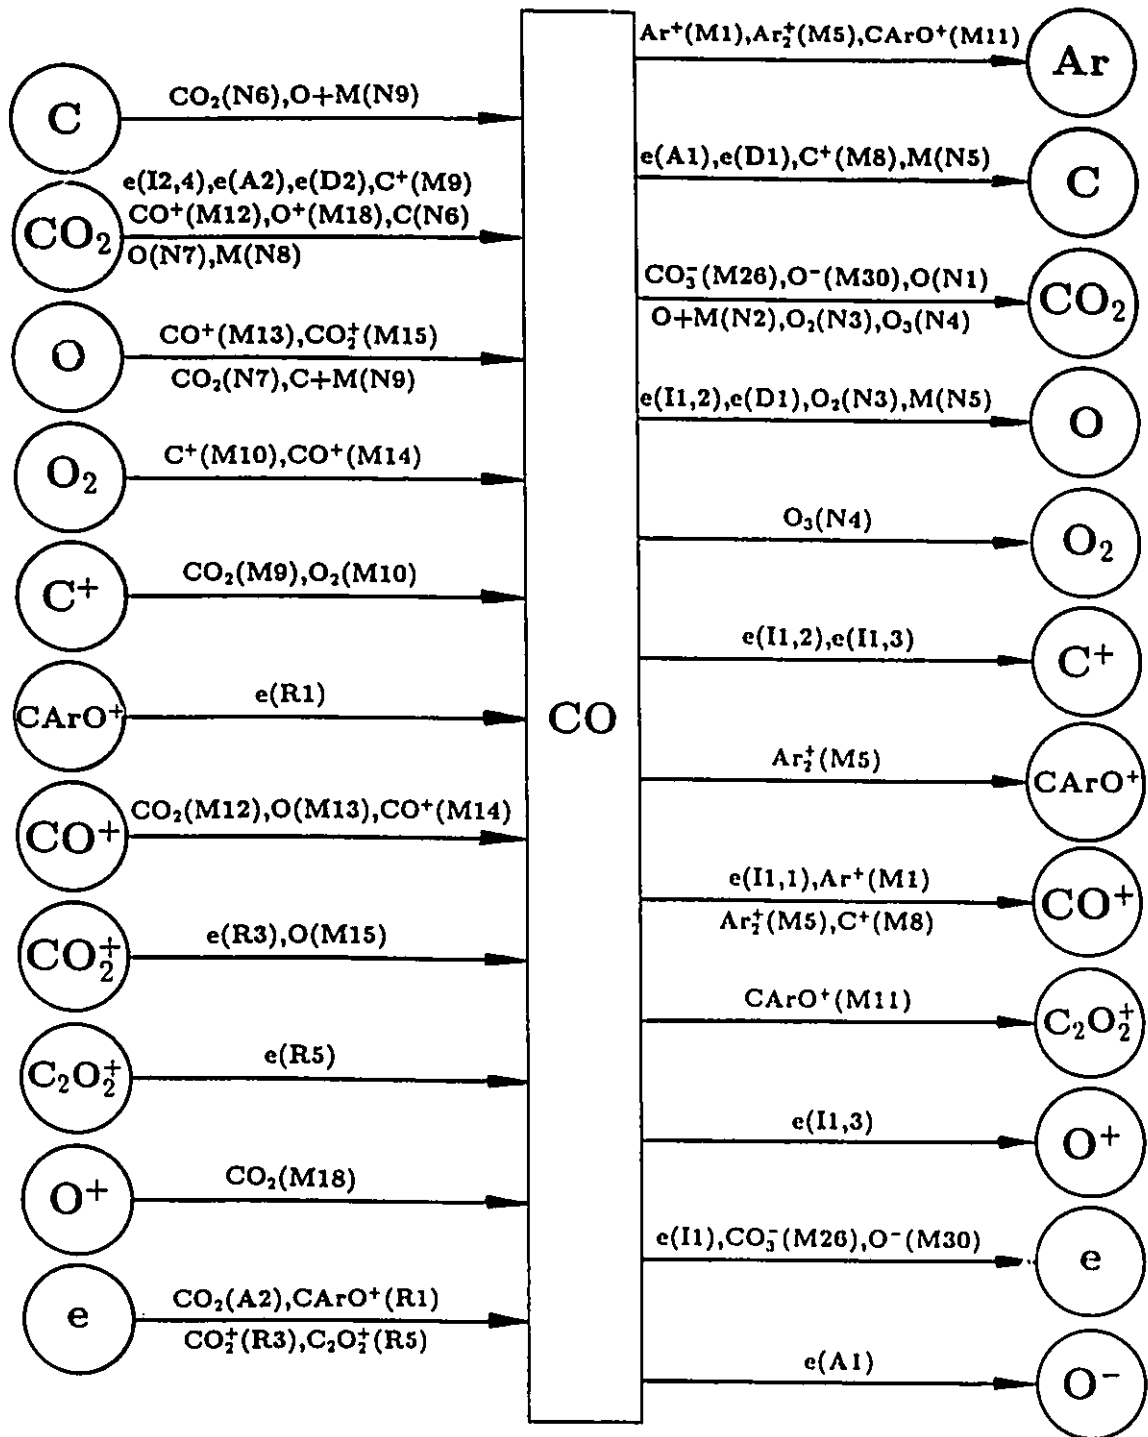 C
CO₂(N6),O+M(N9)
CO₂
e(I2,4),e(A2),e(D2),C⁺(M9)
CO⁺(M12),O⁺(M18),C(N6)
O(N7),M(N8)
O
CO⁺(M13),CO₂⁺(M15)
CO₂(N7),C+M(N9)
O₂
C⁺(M10),CO⁺(M14)
C⁺
CO₂(M9),O₂(M10)
CArO⁺
e(R1)
CO⁺
CO₂(M12),O(M13),CO⁺(M14)
CO₂⁺
e(R3),O(M15)
C₂O₂⁺
e(R5)
O⁺
CO₂(M18)
e
CO₂(A2),CArO⁺(R1)
CO₂⁺(R3),C₂O₂⁺(R5)
CO
Ar⁺(M1),Ar₂⁺(M5),CArO⁺(M11)
Ar
e(A1),e(D1),C⁺(M8),M(N5)
C
CO₃⁻(M26),O⁻(M30),O(N1)
O+M(N2),O₂(N3),O₃(N4)
CO₂
e(I1,2),e(D1),O₂(N3),M(N5)
O
O₃(N4)
O₂
e(I1,2),e(I1,3)
C⁺
Ar₂⁺(M5)
CArO⁺
e(I1,1),Ar⁺(M1)
Ar₂⁺(M5),C⁺(M8)
CO⁺
CArO⁺(M11)
C₂O₂⁺
e(I1,3)
O⁺
e(I1),CO₃⁻(M26),O⁻(M30)
e
e(A1)
O⁻